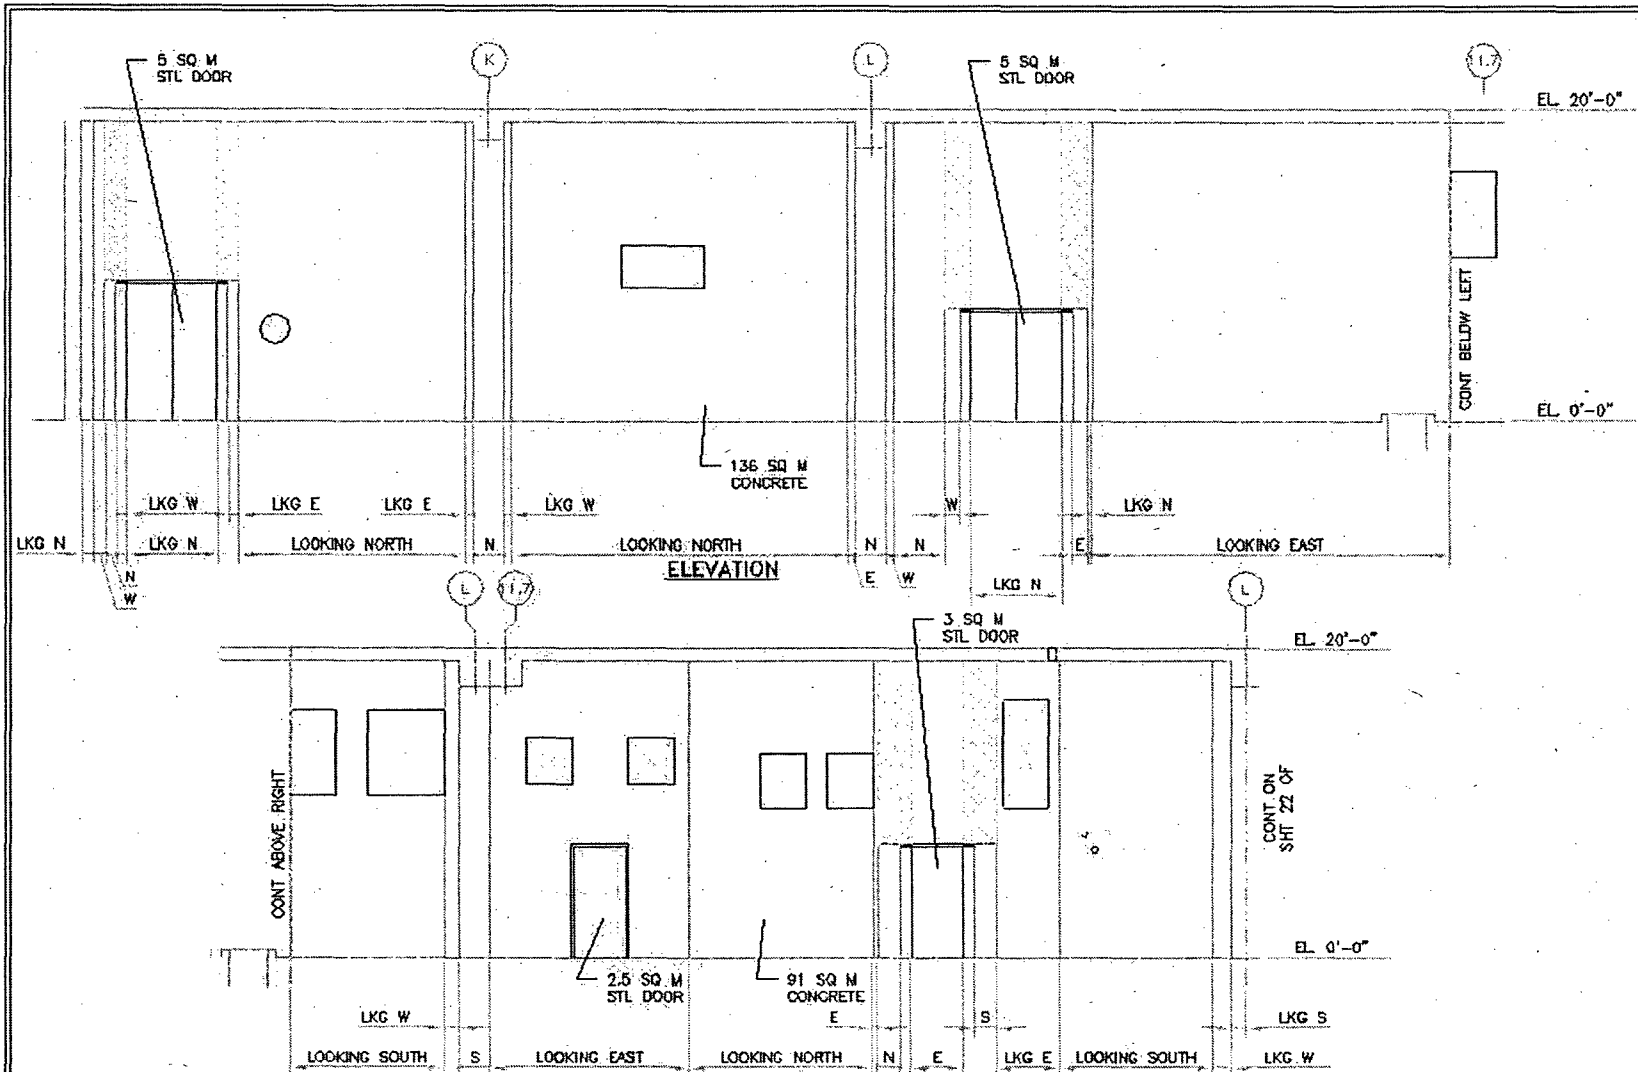 5 SQ M
STL DOOR
K
L
5 SQ M
STL DOOR
11.7
EL. 20'-0"
CONT BELOW LEFT
EL. 0'-0"
136 SQ M
CONCRETE
LKG W
LKG E
LKG E
LKG W
W
LKG N
LKG N
LKG N
LOOKING NORTH
N
LOOKING NORTH
N
N
E
LOOKING EAST
N
W
ELEVATION
E
W
LKG N
L
11.7
L
3 SQ M
STL DOOR
EL. 20'-0"
CONT ABOVE RIGHT
CONT ON
SHT 22 OF
EL. 0'-0"
2.5 SQ M
STL DOOR
91 SQ M
CONCRETE
LKG W
E
S
LKG S
LOOKING SOUTH
S
LOOKING EAST
LOOKING NORTH
N
E
LKG E
LOOKING SOUTH
LKG W